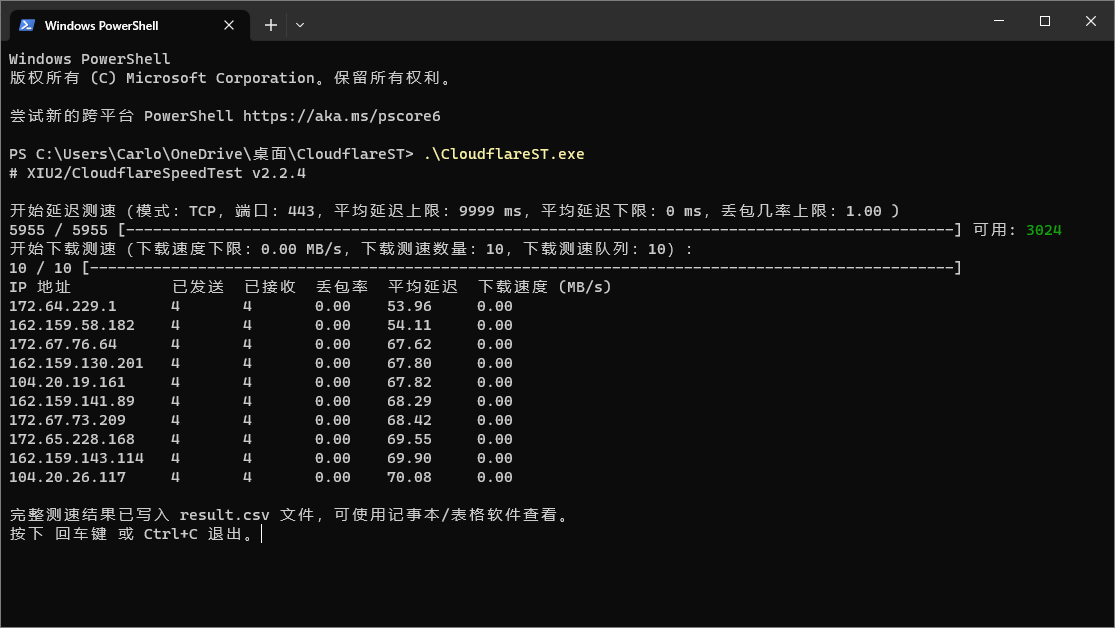 Windows PowerShell
Windows PowerShell
版权所有 (C) Microsoft Corporation。保留所有权利。
尝试新的跨平台 PowerShell https://aka.ms/pscore6
PS C:\Users\Carlo\OneDrive\桌面\CloudflareST> .\CloudflareST.exe
# XIU2/CloudflareSpeedTest v2.2.4
开始延迟测速(模式:TCP, 端口:443, 平均延迟上限:9999 ms, 平均延迟下限:0 ms, 丢包几率上限:1.00 )
5955 / 5955 [-----------------------------------------------------------------------------------------] 可用: 3024
开始下载测速(下载速度下限:0.00 MB/s, 下载测速数量:10, 下载测速队列:10):
10 / 10 [---------------------------------------------------------------------------------------------]
IP 地址 已发送 已接收 丢包率 平均延迟 下载速度 (MB/s)
172.64.229.1 4 4 0.00 53.96 0.00
162.159.58.182 4 4 0.00 54.11 0.00
172.67.76.64 4 4 0.00 67.62 0.00
162.159.130.201 4 4 0.00 67.80 0.00
104.20.19.161 4 4 0.00 67.82 0.00
162.159.141.89 4 4 0.00 68.29 0.00
172.67.73.209 4 4 0.00 68.42 0.00
172.65.228.168 4 4 0.00 69.55 0.00
162.159.143.114 4 4 0.00 69.90 0.00
104.20.26.117 4 4 0.00 70.08 0.00
完整测速结果已写入 result.csv 文件,可使用记事本/表格软件查看。
按下 回车键 或 Ctrl+C 退出。